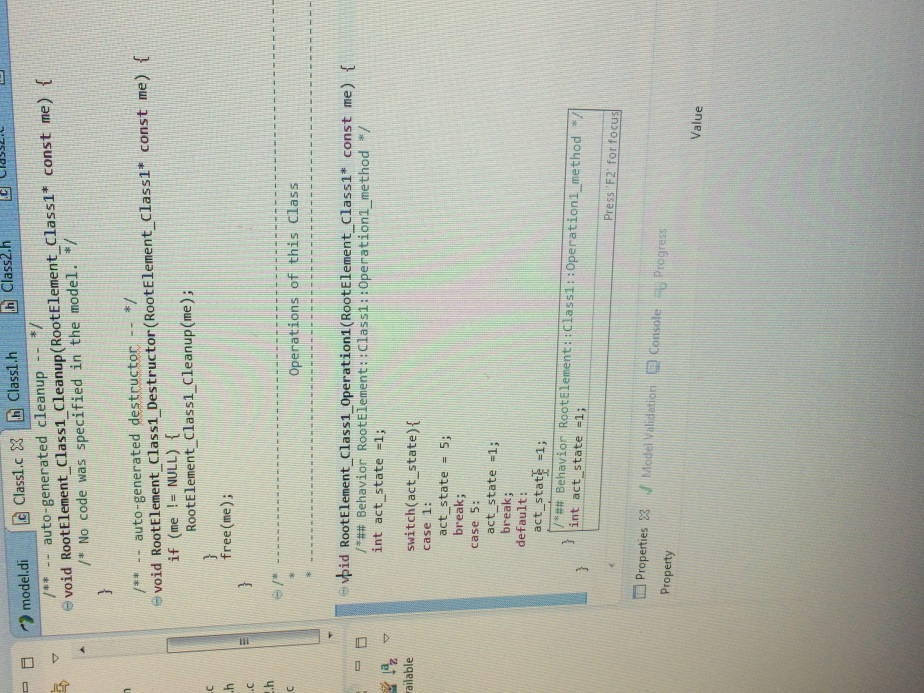 model.di
Class1.c
Class1.h
Class2.h
Class2.c
/** -- auto-generated cleanup -- */
void RootElement_Class1_Cleanup(RootElement_Class1* const me) {
/* No code was specified in the model. */
}
/** -- auto-generated destructor -- */
void RootElement_Class1_Destructor(RootElement_Class1* const me) {
if (me != NULL) {
RootElement_Class1_Cleanup(me);
}
free(me);
}
/* --------------------------------------------------
* Operations of this Class
* --------------------------------------------------
void RootElement_Class1_Operation1(RootElement_Class1* const me) {
/*## Behavior RootElement::Class1::Operation1_method */
int act_state =1;
switch(act_state){
case 1:
act_state = 5;
break;
case 5:
act_state =1;
break;
default:
act_state =1;
}
}
/*## Behavior RootElement::Class1::Operation1_method */
int act_state =1;
Press 'F2' for focus
Properties
Model Validation
Console
Progress
Property
Value
.c
.h
.c
2.h
c
ailable